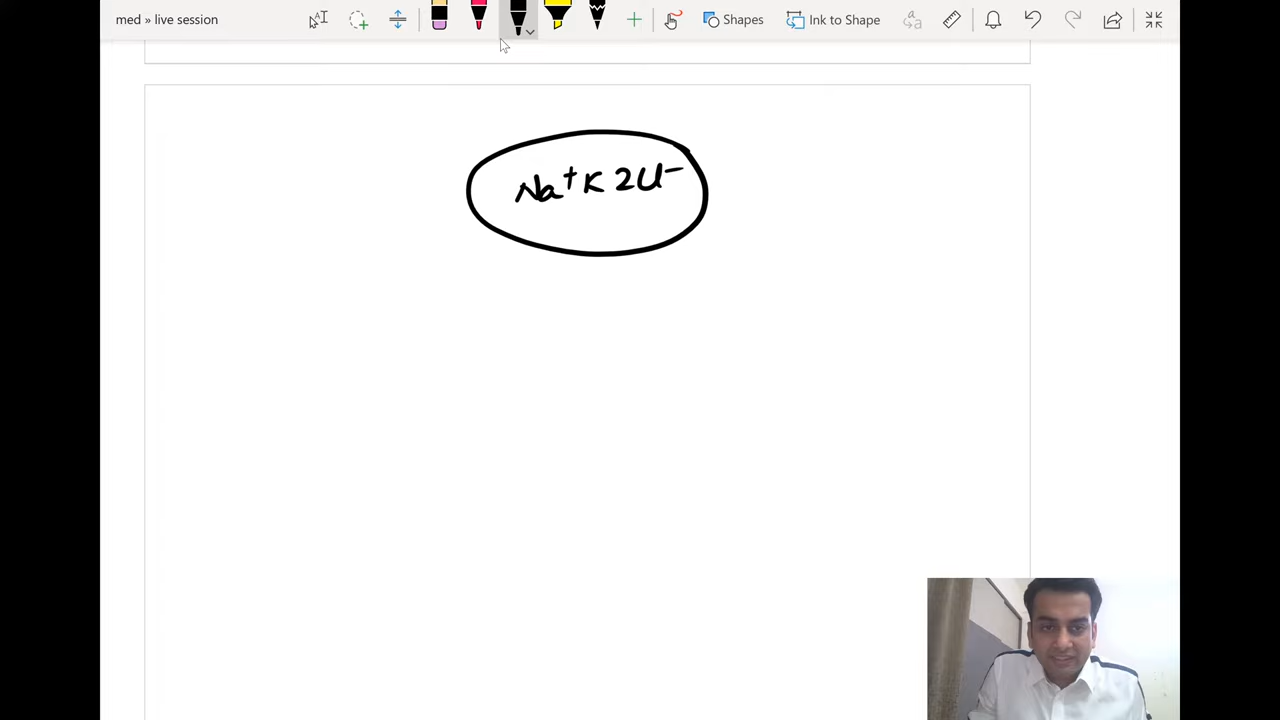 med » live session
Shapes
Ink to Shape
Na⁺K 2Cl⁻